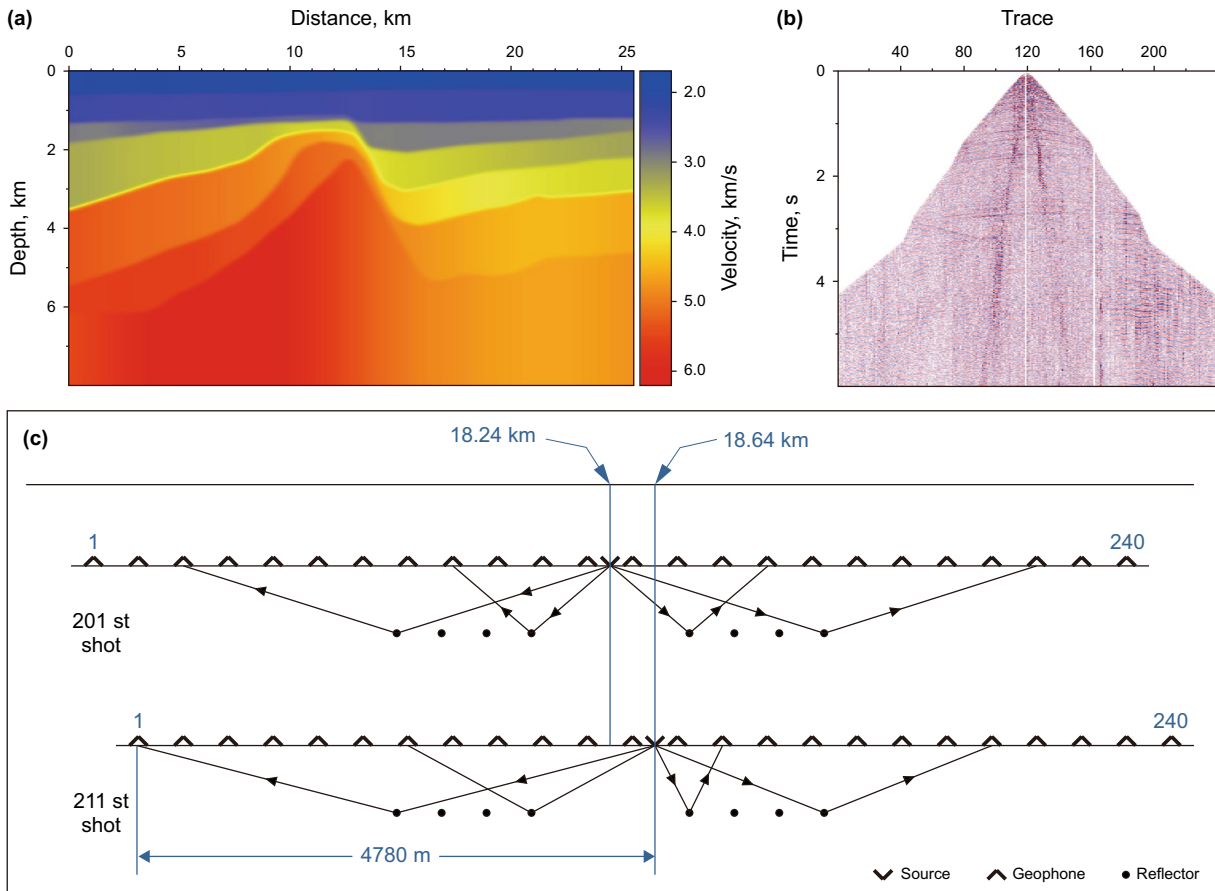 (a)
Distance, km
0 5 10 15 20 25
0
2
4
6
Depth, km
2.0
3.0
4.0
5.0
6.0
Velocity, km/s
(b)
Trace
40 80 120 160 200
0
2
4
Time, s
(c)
18.24 km
18.64 km
1
240
201 st
shot
1
240
211 st
shot
4780 m
Source
Geophone
Reflector